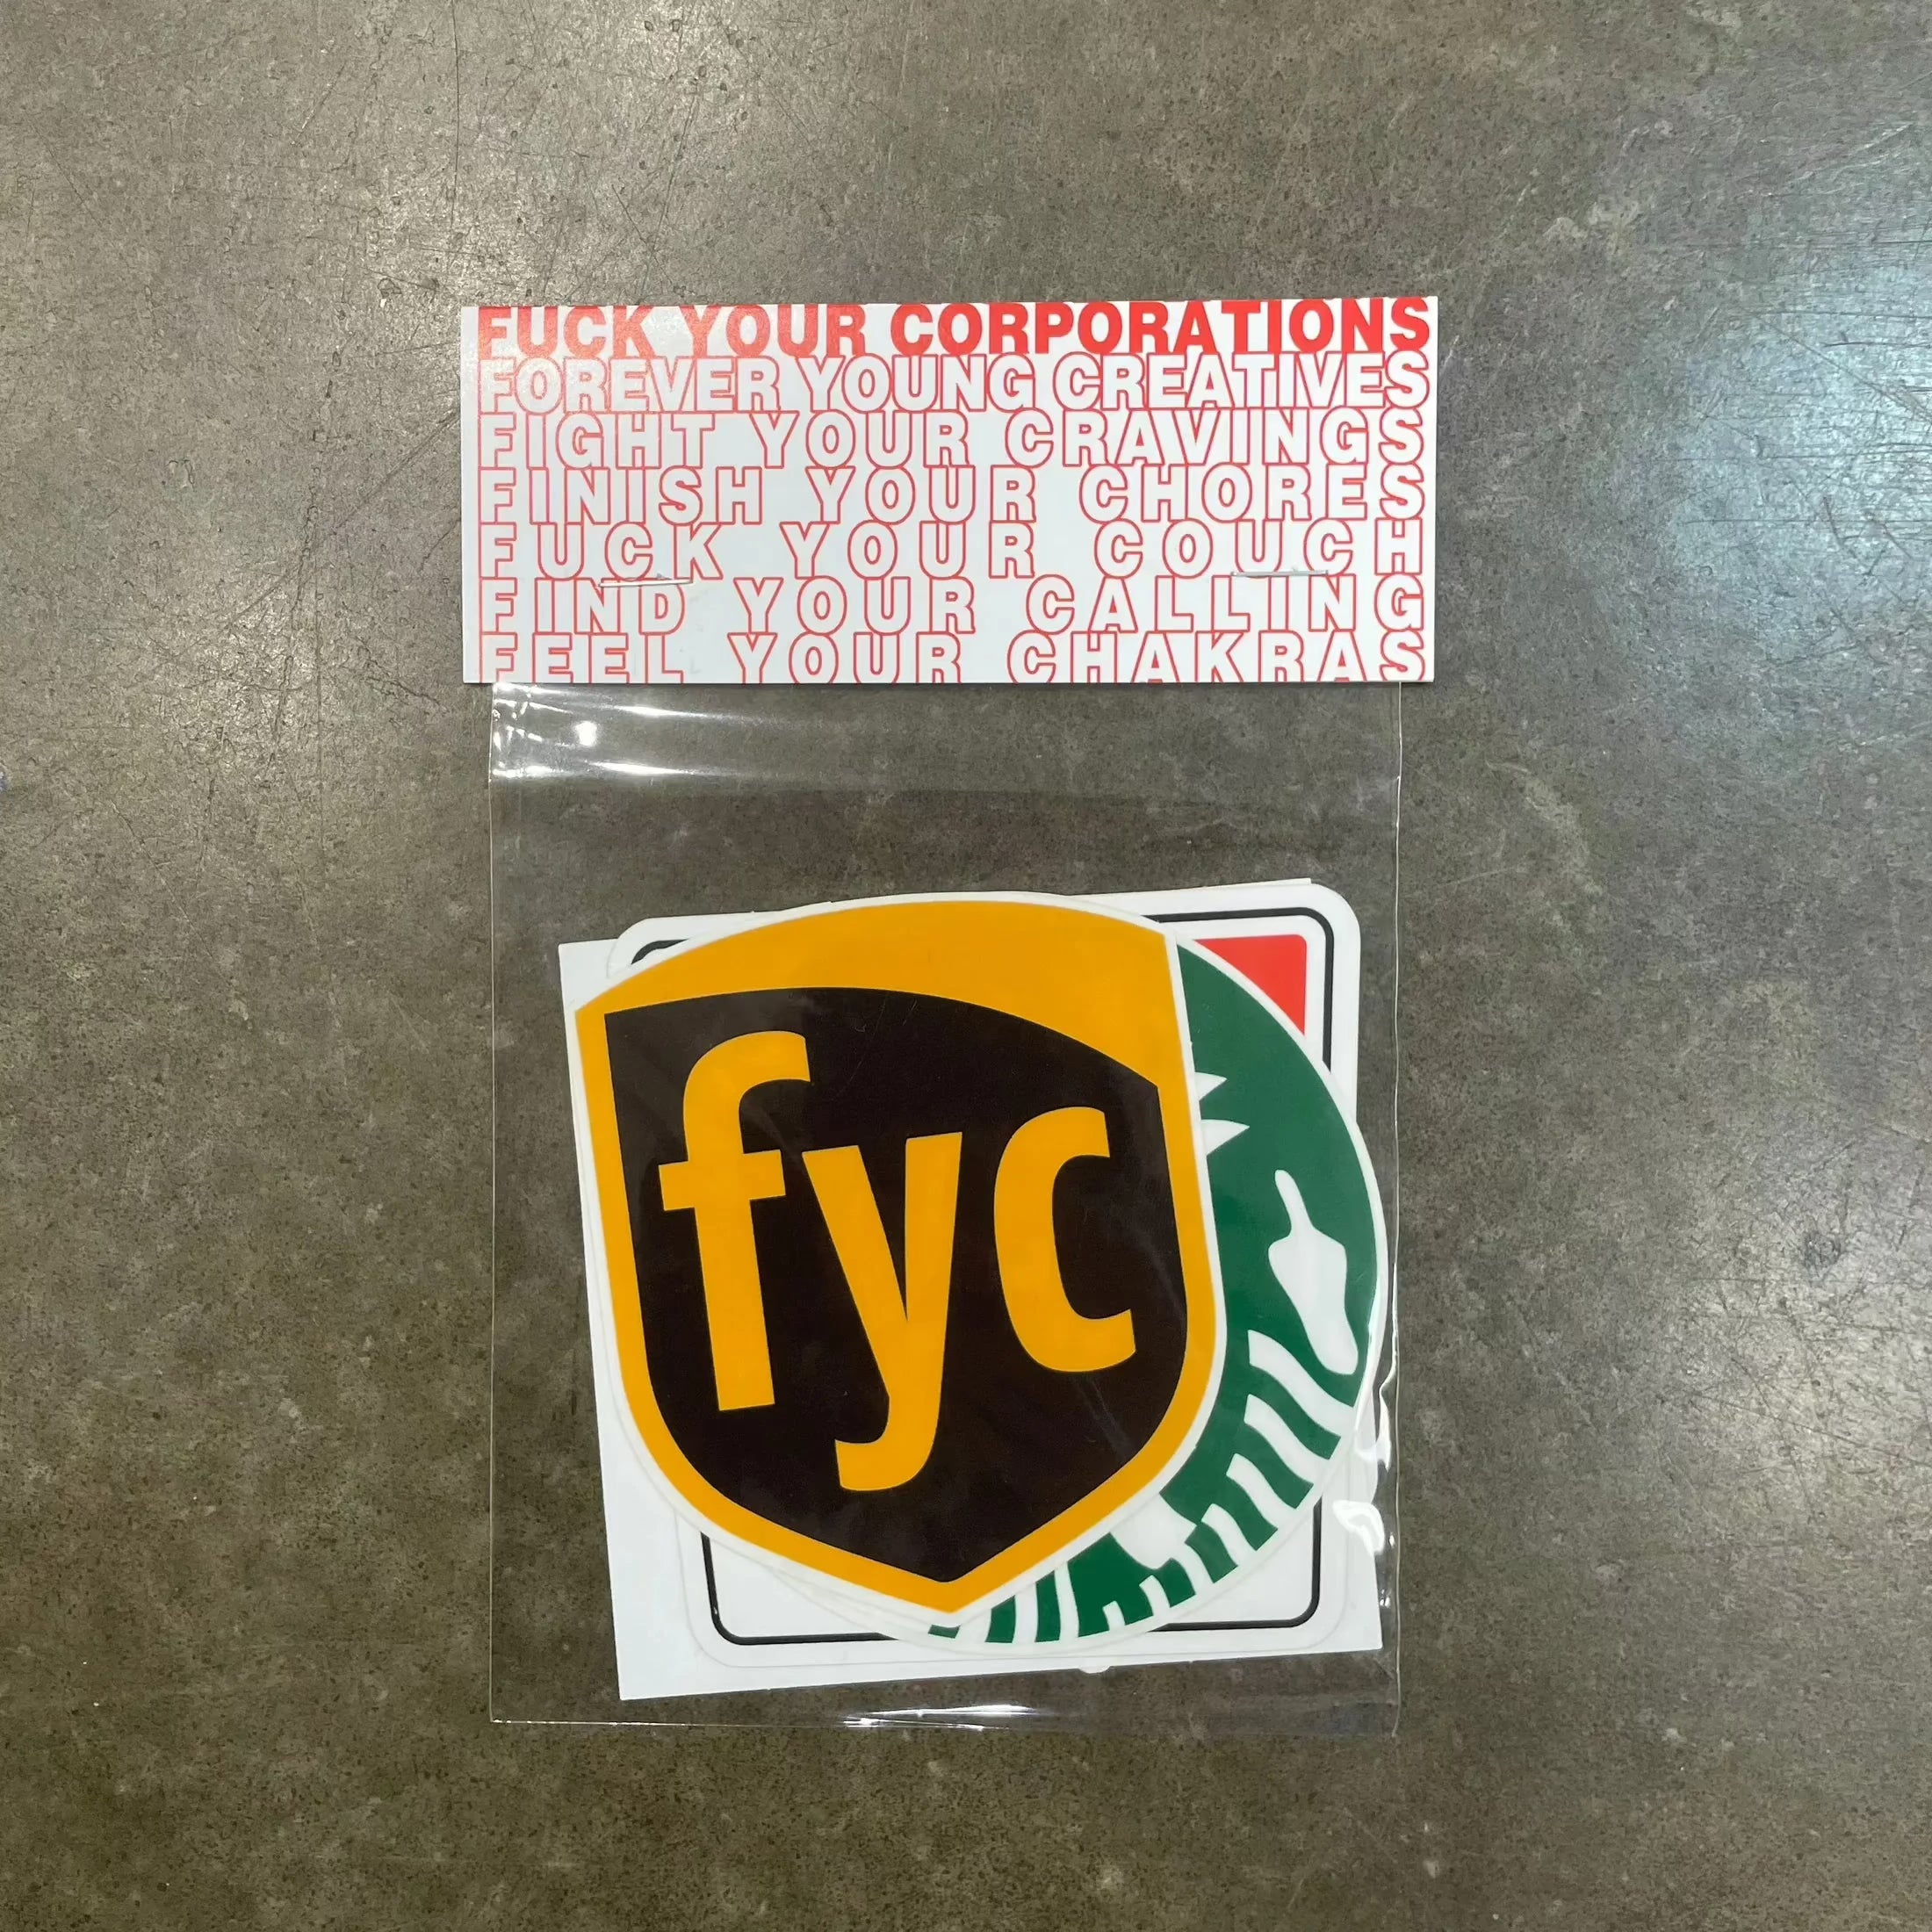 FUCK YOUR CORPORATIONS
FOREVER YOUNG CREATIVES
FIGHT YOUR CRAVINGS
FINISH YOUR CHORES
FUCK YOUR COUCH
FIND YOUR CALLING
FEEL YOUR CHAKRAS
fyc